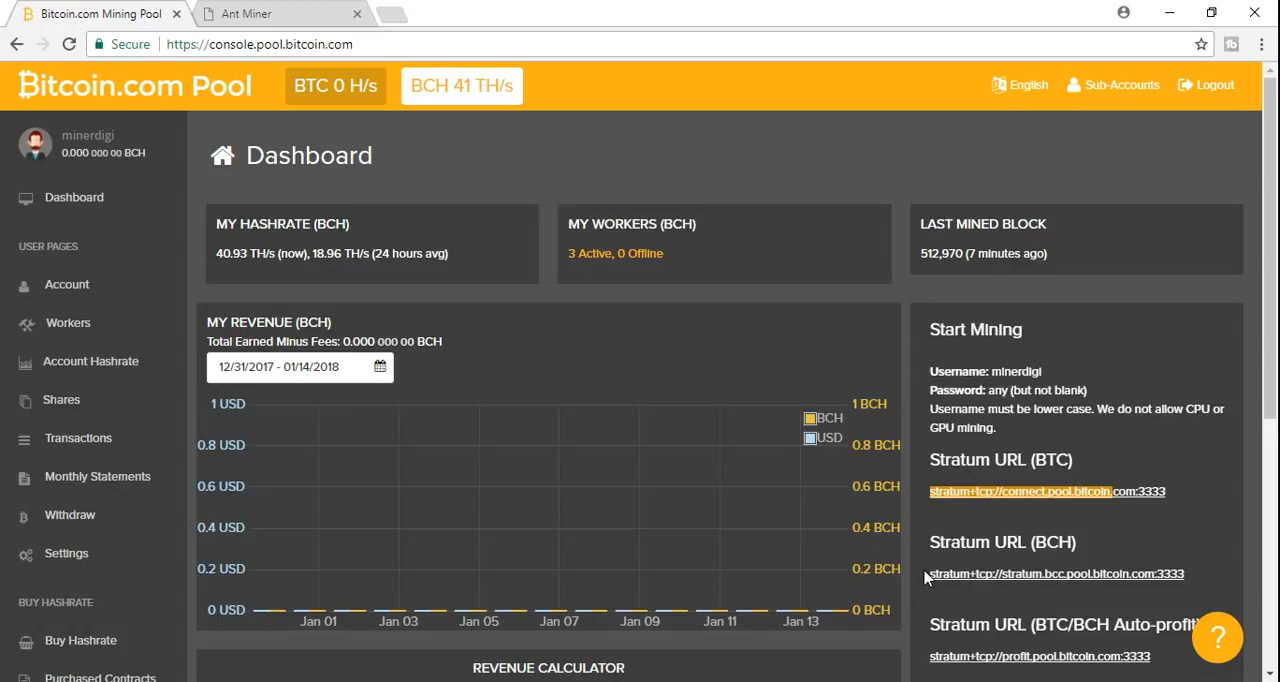 Bitcoin.com Mining Pool
Ant Miner
Secure
https://console.pool.bitcoin.com
Bitcoin.com Pool
BTC 0 H/s
BCH 41 TH/s
English
Sub-Accounts
Logout
minerdigi
0.000 000 00 BCH
Dashboard
USER PAGES
Account
Workers
Account Hashrate
Shares
Transactions
Monthly Statements
Withdraw
Settings
BUY HASHRATE
Buy Hashrate
Purchased Contracts
Dashboard
MY HASHRATE (BCH)
40.93 TH/s (now), 18.96 TH/s (24 hours avg)
MY WORKERS (BCH)
3 Active, 0 Offline
LAST MINED BLOCK
512,970 (7 minutes ago)
MY REVENUE (BCH)
Total Earned Minus Fees: 0.000 000 00 BCH
12/31/2017 - 01/14/2018
1 USD
0.8 USD
0.6 USD
0.4 USD
0.2 USD
0 USD
BCH
USD
1 BCH
0.8 BCH
0.6 BCH
0.4 BCH
0.2 BCH
0 BCH
Jan 01 Jan 03 Jan 05 Jan 07 Jan 09 Jan 11 Jan 13
REVENUE CALCULATOR
Start Mining
Username: minerdigi
Password: any (but not blank)
Username must be lower case. We do not allow CPU or
GPU mining.
Stratum URL (BTC)
stratum+tcp://connect.pool.bitcoin.com:3333
Stratum URL (BCH)
stratum+tcp://stratum.bcc.pool.bitcoin.com:3333
Stratum URL (BTC/BCH Auto-profit
stratum+tcp://profit.pool.bitcoin.com:3333
?